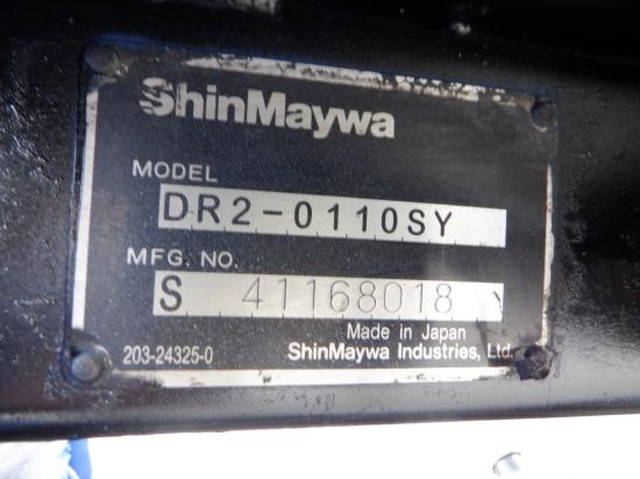 ShinMaywa
MODEL
DR2-0110SY
MFG. NO.
S 41168018
Made in Japan
203-24325-0 ShinMaywa Industries, Ltd.